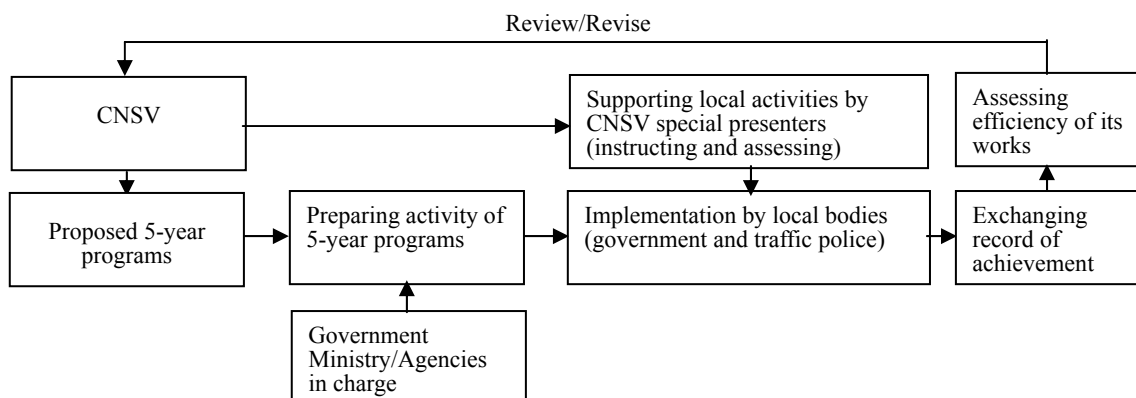 Review/Revise
CNSV
Supporting local activities by
CNSV special presenters
(instructing and assessing)
Assessing
efficiency of its
works
Proposed 5-year
programs
Preparing activity of
5-year programs
Implementation by local bodies
(government and traffic police)
Exchanging
record of
achievement
Government
Ministry/Agencies
in charge